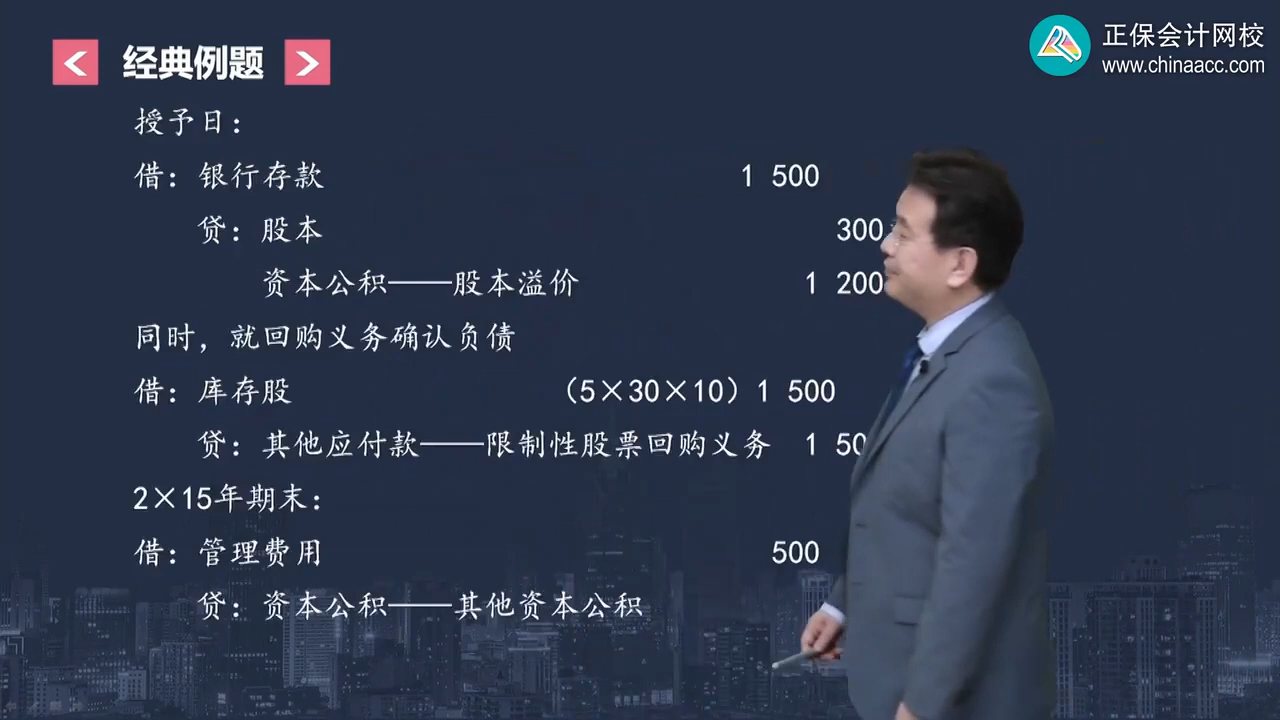 经典例题
正保会计网校
www.chinaacc.com
授予日：
借：银行存款 1 500
贷：股本 300
资本公积——股本溢价 1 200
同时，就回购义务确认负债
借：库存股 （5×30×10）1 500
贷：其他应付款——限制性股票回购义务 1 50
2×15年期末：
借：管理费用 500
贷：资本公积——其他资本公积